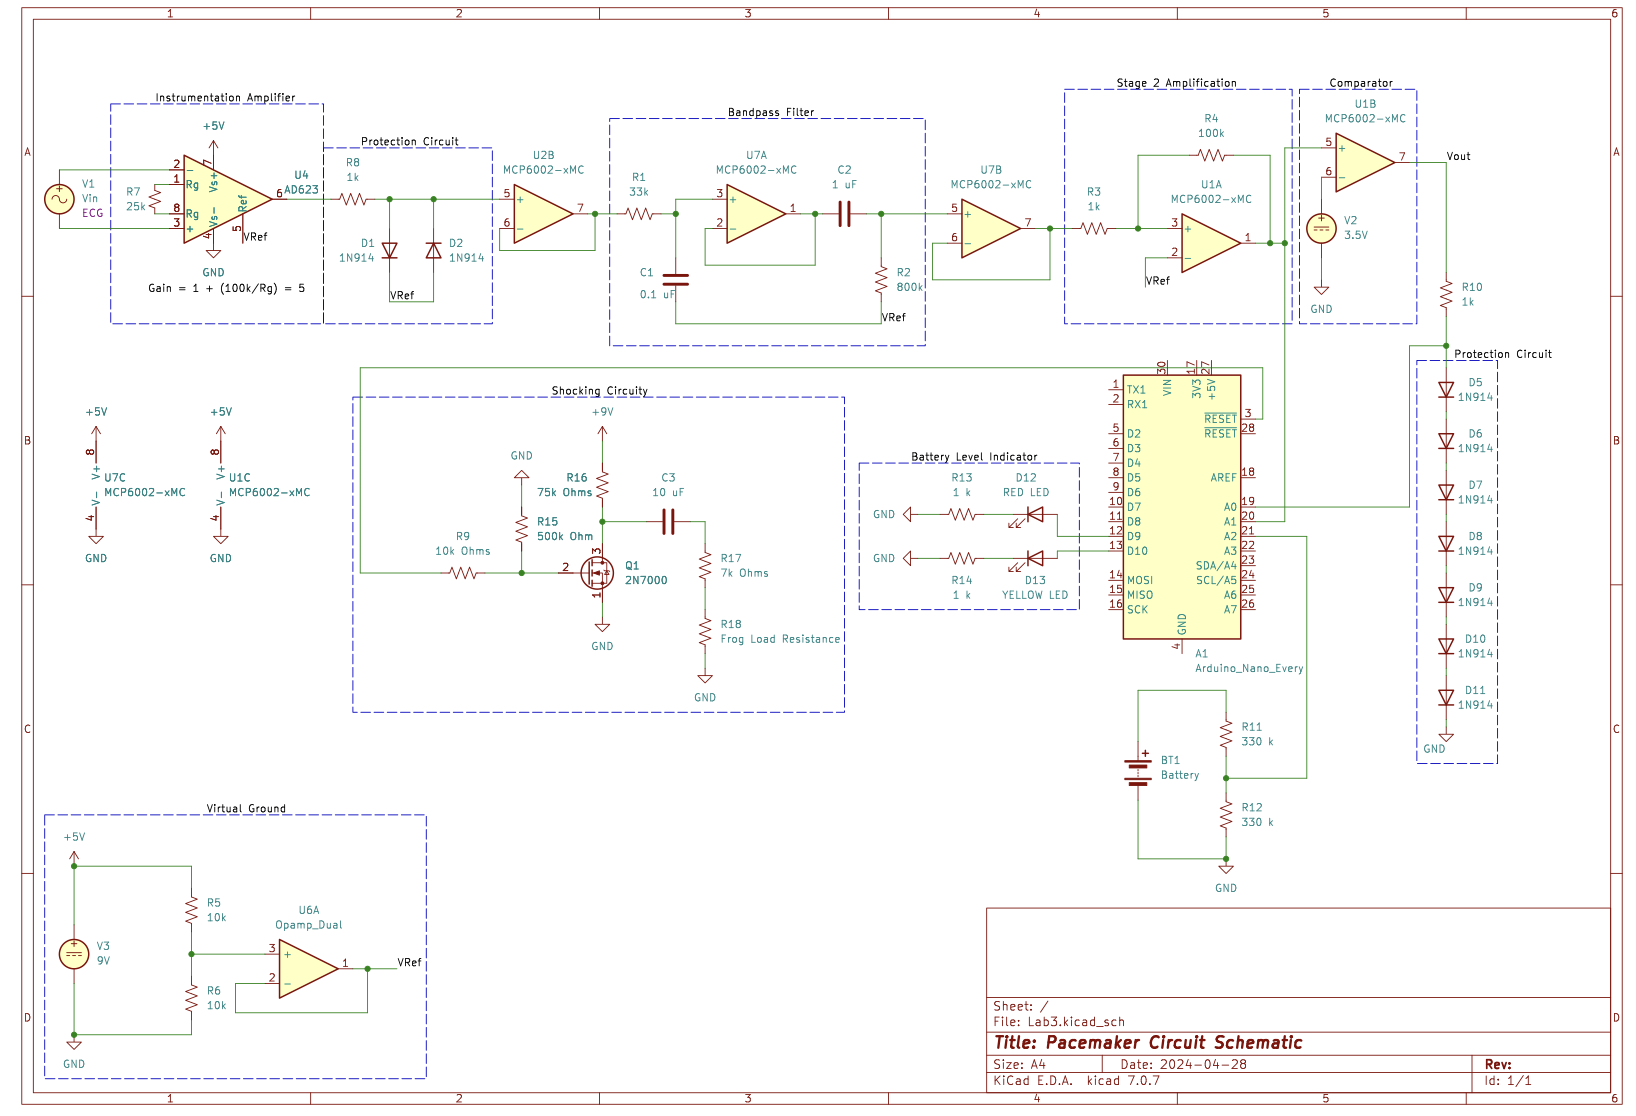 1 2 3 4 5 6
A
B
C
D
Instrumentation Amplifier
+5V
V1
Vin
ECG
R7
25k
2
1
8
3
Rg
Rg
−
+
7
Vs+
Vs-
4
Ref
5
6
U4
AD623
VRef
GND
Gain = 1 + (100k/Rg) = 5
Protection Circuit
R8
1k
D1
1N914
D2
1N914
VRef
U2B
MCP6002-xMC
5
6
7
Bandpass Filter
R1
33k
U7A
MCP6002-xMC
3
2
1
C2
1 uF
C1
0.1 uF
R2
800k
VRef
U7B
MCP6002-xMC
5
6
7
Stage 2 Amplification
R3
1k
R4
100k
U1A
MCP6002-xMC
3
2
1
VRef
Comparator
U1B
MCP6002-xMC
5
6
7
Vout
V2
3.5V
GND
R10
1k
Protection Circuit
D5
1N914
D6
1N914
D7
1N914
D8
1N914
D9
1N914
D10
1N914
D11
1N914
GND
+5V
8
V+
U7C
MCP6002-xMC
V-
4
GND
+5V
8
V+
U1C
MCP6002-xMC
V-
4
GND
Shocking Circuity
+9V
GND
R16
75k Ohms
R15
500k Ohm
R9
10k Ohms
C3
10 uF
2
3
1
Q1
2N7000
GND
R17
7k Ohms
R18
Frog Load Resistance
GND
Battery Level Indicator
R13
1 k
D12
RED LED
GND
GND
R14
1 k
D13
YELLOW LED
30
VIN
17
3V3
27
+5V
1 TX1
2 RX1
5 D2
6 D3
7 D4
8 D5
9 D6
10 D7
11 D8
12 D9
13 D10
14 MOSI
15 MISO
16 SCK
RESET 3
RESET 28
AREF 18
A0 19
A1 20
A2 21
A3 22
SDA/A4 23
SCL/A5 24
A6 25
A7 26
GND
4
A1
Arduino_Nano_Every
BT1
Battery
+
R11
330 k
R12
330 k
GND
Virtual Ground
+5V
V3
9V
R5
10k
R6
10k
U6A
Opamp_Dual
3
2
1
VRef
GND
Sheet: /
File: Lab3.kicad_sch
Title: Pacemaker Circuit Schematic
Size: A4 Date: 2024-04-28 Rev:
KiCad E.D.A. kicad 7.0.7 Id: 1/1
A
B
C
D
1 2 3 4 5 6